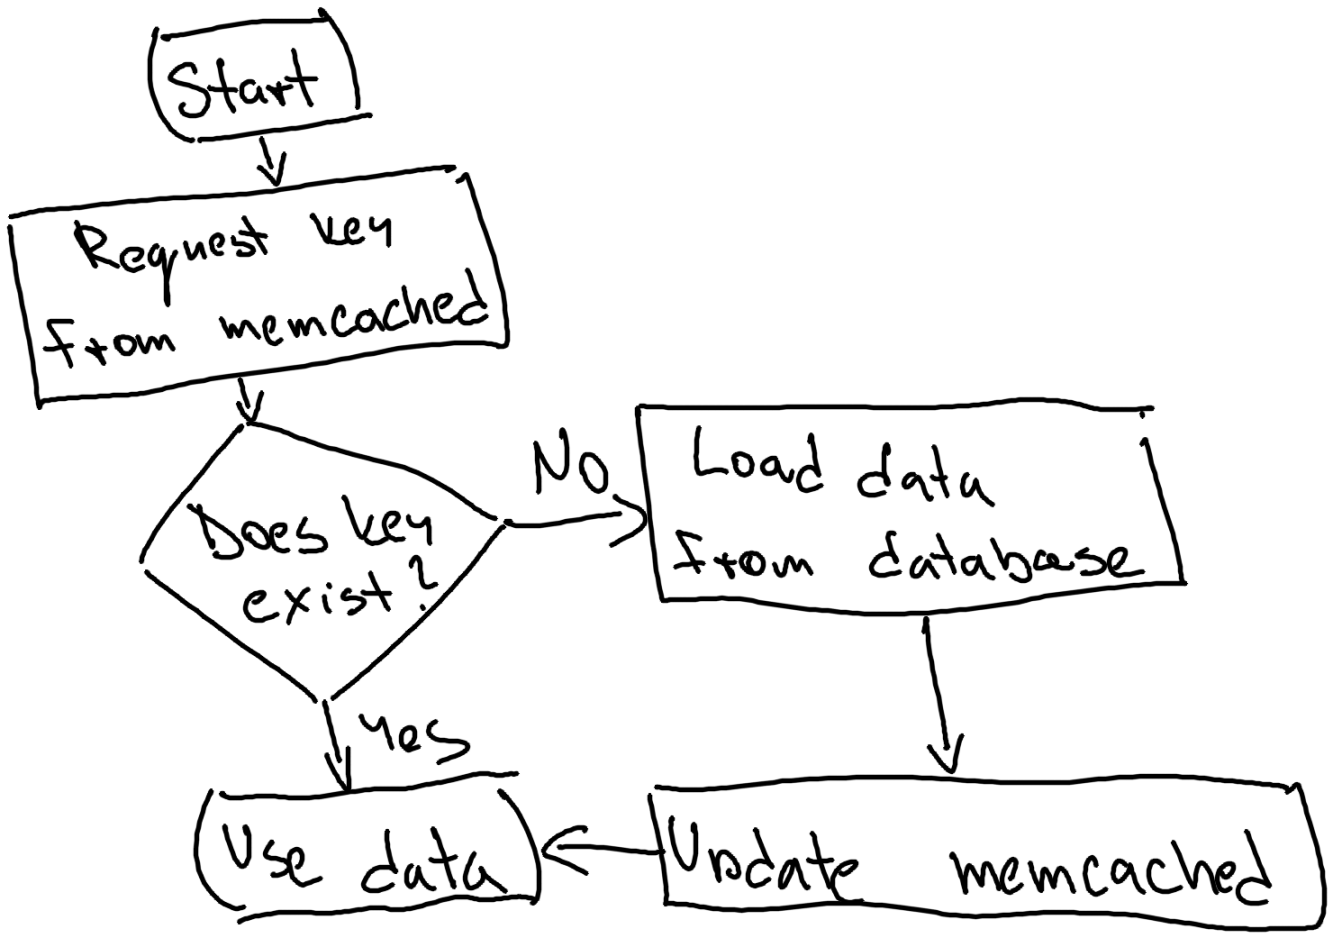 Start
Request key
from memcached
Does key
exist?
No
Load data
from database
Yes
Use data
Update memcached